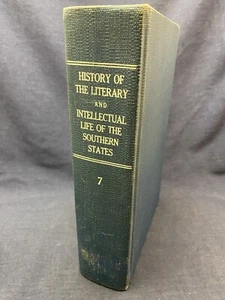 HISTORY OF
THE LITERARY
AND
INTELLECTUAL
LIFE OF THE
SOUTHERN
STATES
7